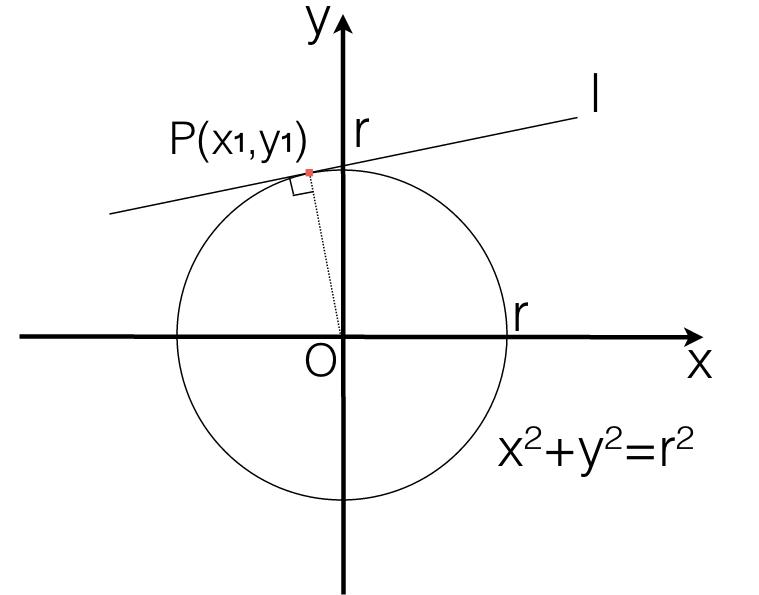 y
l
P(x₁,y₁)
r
r
O
x
x²+y²=r²